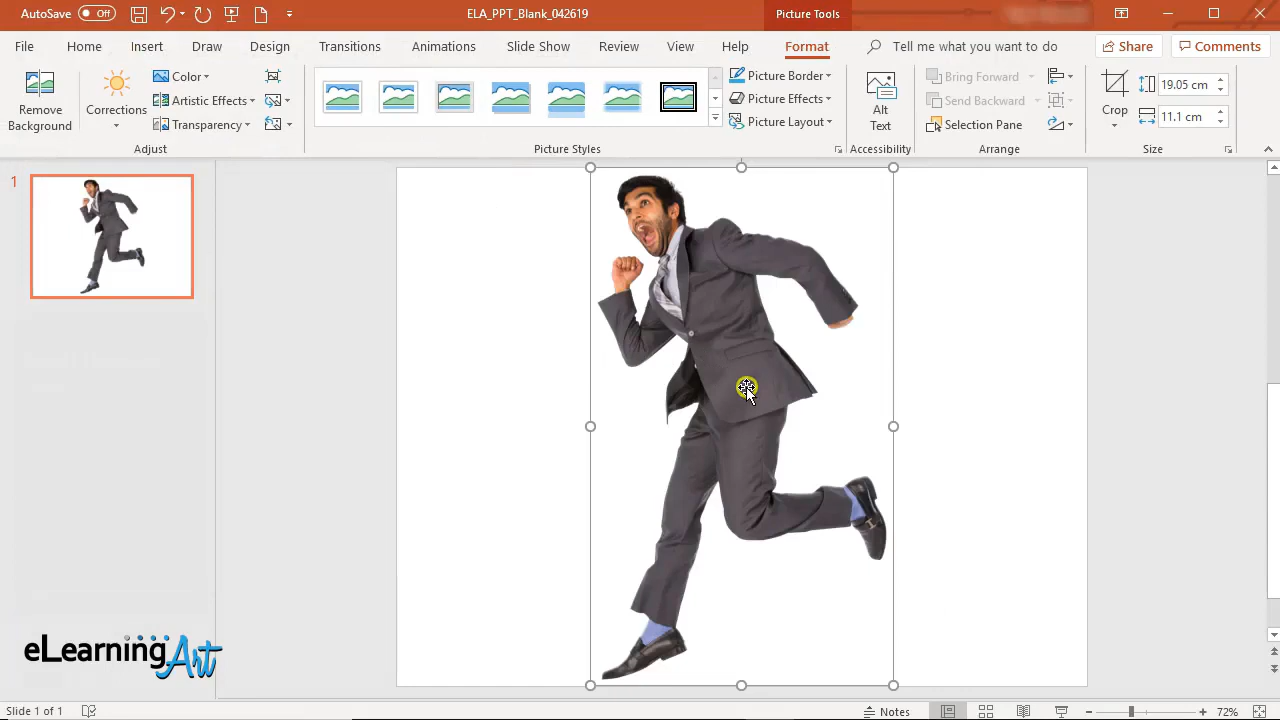 AutoSave Off ELA_PPT_Blank_042619 Picture Tools
File Home Insert Draw Design Transitions Animations Slide Show Review View Help Format Tell me what you want to do Share Comments
Remove Background
Corrections
Color
Artistic Effects
Transparency
Adjust
Picture Border
Picture Effects
Picture Layout
Picture Styles
Alt Text
Accessibility
Bring Forward
Send Backward
Selection Pane
Arrange
Crop
19.05 cm
11.1 cm
Size
1
eLearningArt
Slide 1 of 1 Notes 72%